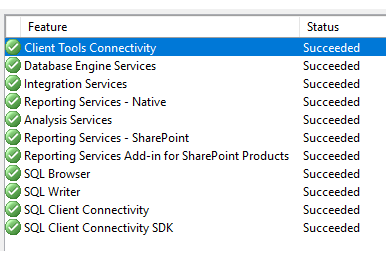 Feature Status
Client Tools Connectivity Succeeded
Database Engine Services Succeeded
Integration Services Succeeded
Reporting Services - Native Succeeded
Analysis Services Succeeded
Reporting Services - SharePoint Succeeded
Reporting Services Add-in for SharePoint Products Succeeded
SQL Browser Succeeded
SQL Writer Succeeded
SQL Client Connectivity Succeeded
SQL Client Connectivity SDK Succeeded